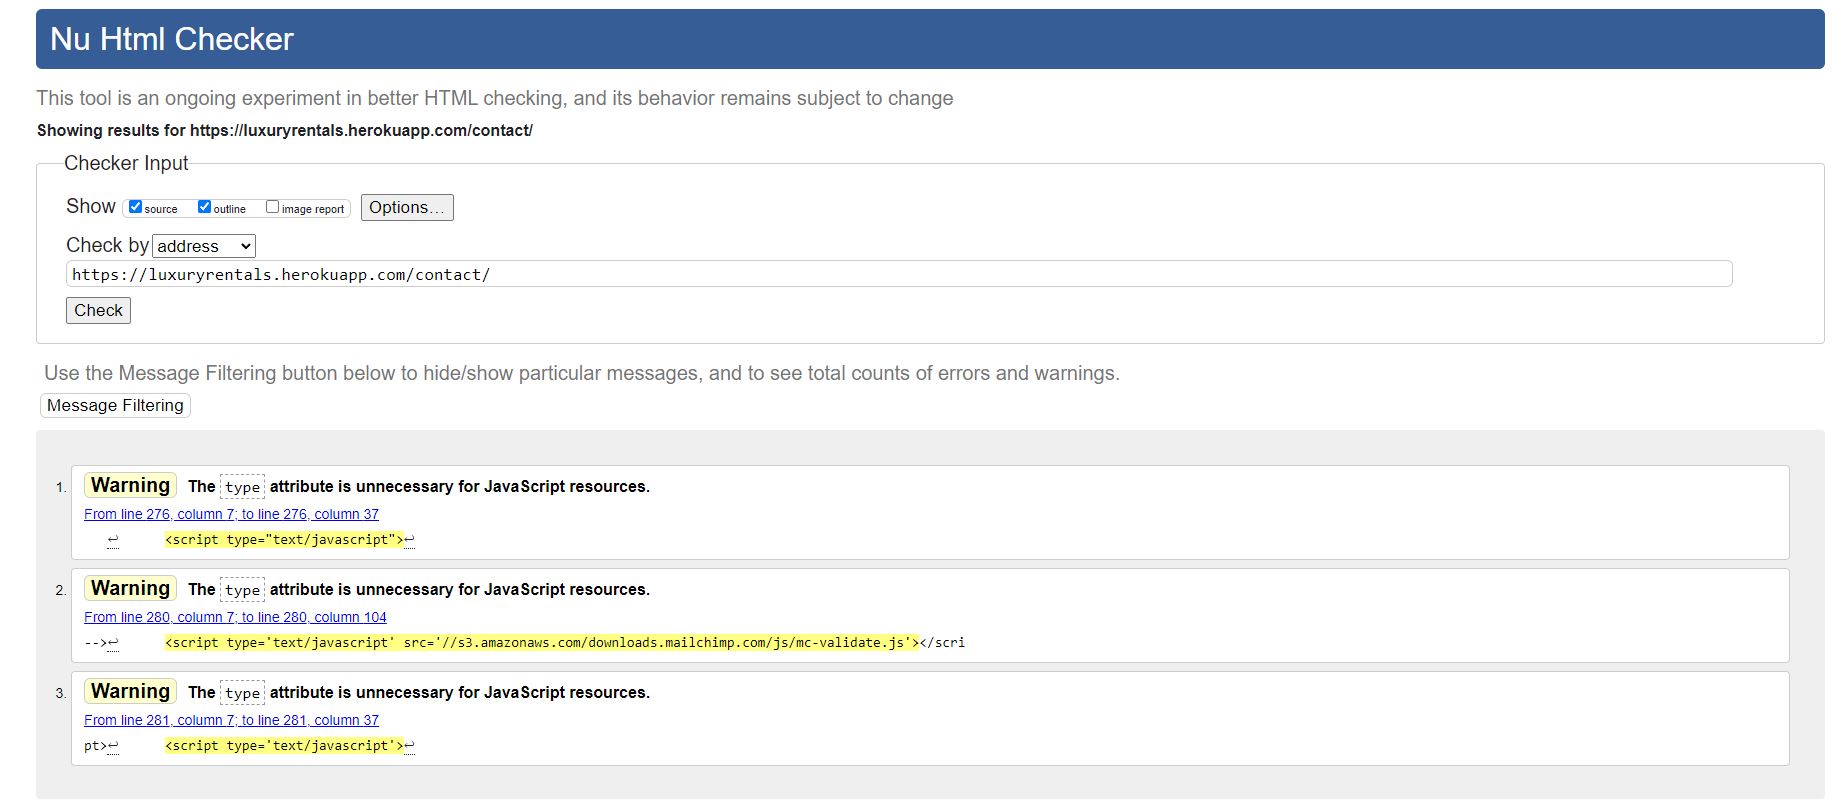 Nu Html Checker
This tool is an ongoing experiment in better HTML checking, and its behavior remains subject to change
Showing results for https://luxuryrentals.herokuapp.com/contact/
Checker Input
Show source outline image report Options...
Check by address
https://luxuryrentals.herokuapp.com/contact/
Check
Use the Message Filtering button below to hide/show particular messages, and to see total counts of errors and warnings.
Message Filtering
1. Warning The type attribute is unnecessary for JavaScript resources.
From line 276, column 7; to line 276, column 37
↩ <script type="text/javascript">↩
2. Warning The type attribute is unnecessary for JavaScript resources.
From line 280, column 7; to line 280, column 104
-->↩ <script type='text/javascript' src='//s3.amazonaws.com/downloads.mailchimp.com/js/mc-validate.js'></scri
3. Warning The type attribute is unnecessary for JavaScript resources.
From line 281, column 7; to line 281, column 37
pt>↩ <script type='text/javascript'>↩